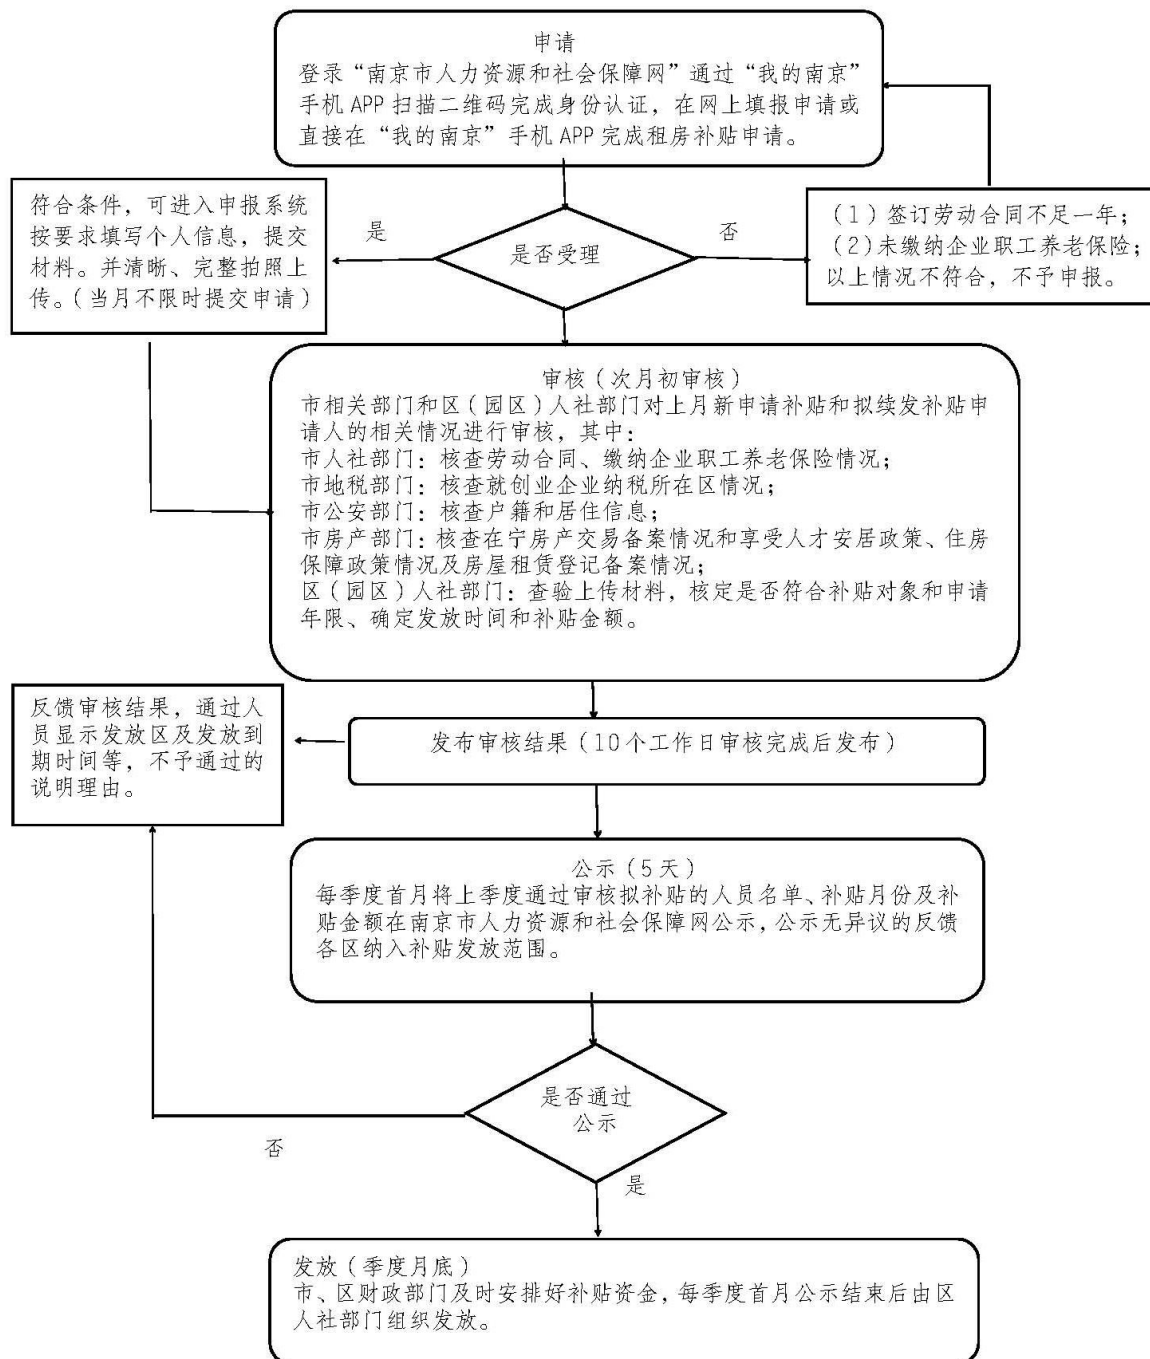 申请
登录“南京市人力资源和社会保障网”通过“我的南京”
手机 APP 扫描二维码完成身份认证，在网上填报申请或
直接在“我的南京”手机 APP 完成租房补贴申请。
符合条件，可进入申报系统
按要求填写个人信息，提交
材料。并清晰、完整拍照上
传。（当月不限时提交申请）
是
是否受理
否
（1）签订劳动合同不足一年；
（2）未缴纳企业职工养老保险；
以上情况不符合，不予申报。
审核（次月初审核）
市相关部门和区（园区）人社部门对上月新申请补贴和拟续发补贴申
请人的相关情况进行审核，其中：
市人社部门：核查劳动合同、缴纳企业职工养老保险情况；
市地税部门：核查就创业企业纳税所在区情况；
市公安部门：核查户籍和居住信息；
市房产部门：核查在宁房产交易备案情况和享受人才安居政策、住房
保障政策情况及房屋租赁登记备案情况；
区（园区）人社部门：查验上传材料，核定是否符合补贴对象和申请
年限、确定发放时间和补贴金额。
反馈审核结果，通过人
员显示发放区及发放到
期时间等，不予通过的
说明理由。
发布审核结果（10 个工作日审核完成后发布）
公示（5 天）
每季度首月将上季度通过审核拟补贴的人员名单、补贴月份及补
贴金额在南京市人力资源和社会保障网公示，公示无异议的反馈
各区纳入补贴发放范围。
是否通过
公示
否
是
发放（季度月底）
市、区财政部门及时安排好补贴资金，每季度首月公示结束后由区
人社部门组织发放。